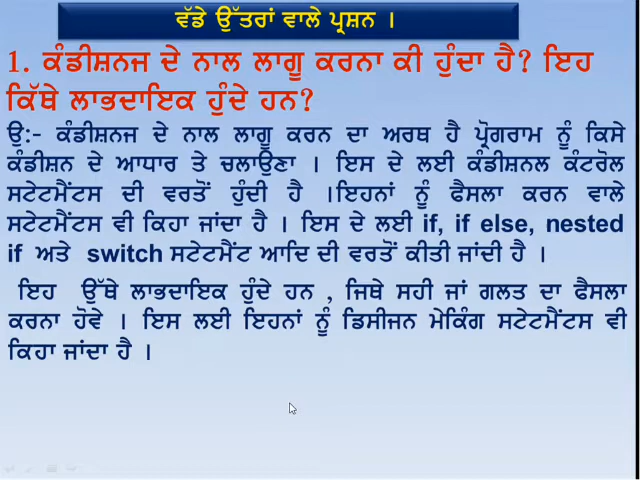 ਵੱਡੇ ਉੱਤਰਾਂ ਵਾਲੇ ਪ੍ਰਸ਼ਨ ।
1. ਕੰਡੀਸ਼ਨਜ ਦੇ ਨਾਲ ਲਾਗੂ ਕਰਨਾ ਕੀ ਹੁੰਦਾ ਹੈ? ਇਹ
ਕਿੱਥੇ ਲਾਭਦਾਇਕ ਹੁੰਦੇ ਹਨ?
ਉ:- ਕੰਡੀਸ਼ਨਜ ਦੇ ਨਾਲ ਲਾਗੂ ਕਰਨ ਦਾ ਅਰਥ ਹੈ ਪ੍ਰੋਗਰਾਮ ਨੂੰ ਕਿਸੇ
ਕੰਡੀਸ਼ਨ ਦੇ ਆਧਾਰ ਤੇ ਚਲਾਉਣਾ । ਇਸ ਦੇ ਲਈ ਕੰਡੀਸ਼ਨਲ ਕੰਟਰੋਲ
ਸਟੇਟਮੈਂਟਸ ਦੀ ਵਰਤੋਂ ਹੁੰਦੀ ਹੈ ।ਇਹਨਾਂ ਨੂੰ ਫੈਸਲਾ ਕਰਨ ਵਾਲੇ
ਸਟੇਟਮੈਂਟਸ ਵੀ ਕਿਹਾ ਜਾਂਦਾ ਹੈ । ਇਸ ਦੇ ਲਈ if, if else, nested
if ਅਤੇ switch ਸਟੇਟਮੈਂਟ ਆਦਿ ਦੀ ਵਰਤੋਂ ਕੀਤੀ ਜਾਂਦੀ ਹੈ ।
ਇਹ ਉੱਥੇ ਲਾਭਦਾਇਕ ਹੁੰਦੇ ਹਨ , ਜਿਥੇ ਸਹੀ ਜਾਂ ਗਲਤ ਦਾ ਫੈਸਲਾ
ਕਰਨਾ ਹੋਵੇ । ਇਸ ਲਈ ਇਹਨਾਂ ਨੂੰ ਡਿਸੀਜਨ ਮੇਕਿੰਗ ਸਟੇਟਮੈਂਟਸ ਵੀ
ਕਿਹਾ ਜਾਂਦਾ ਹੈ ।